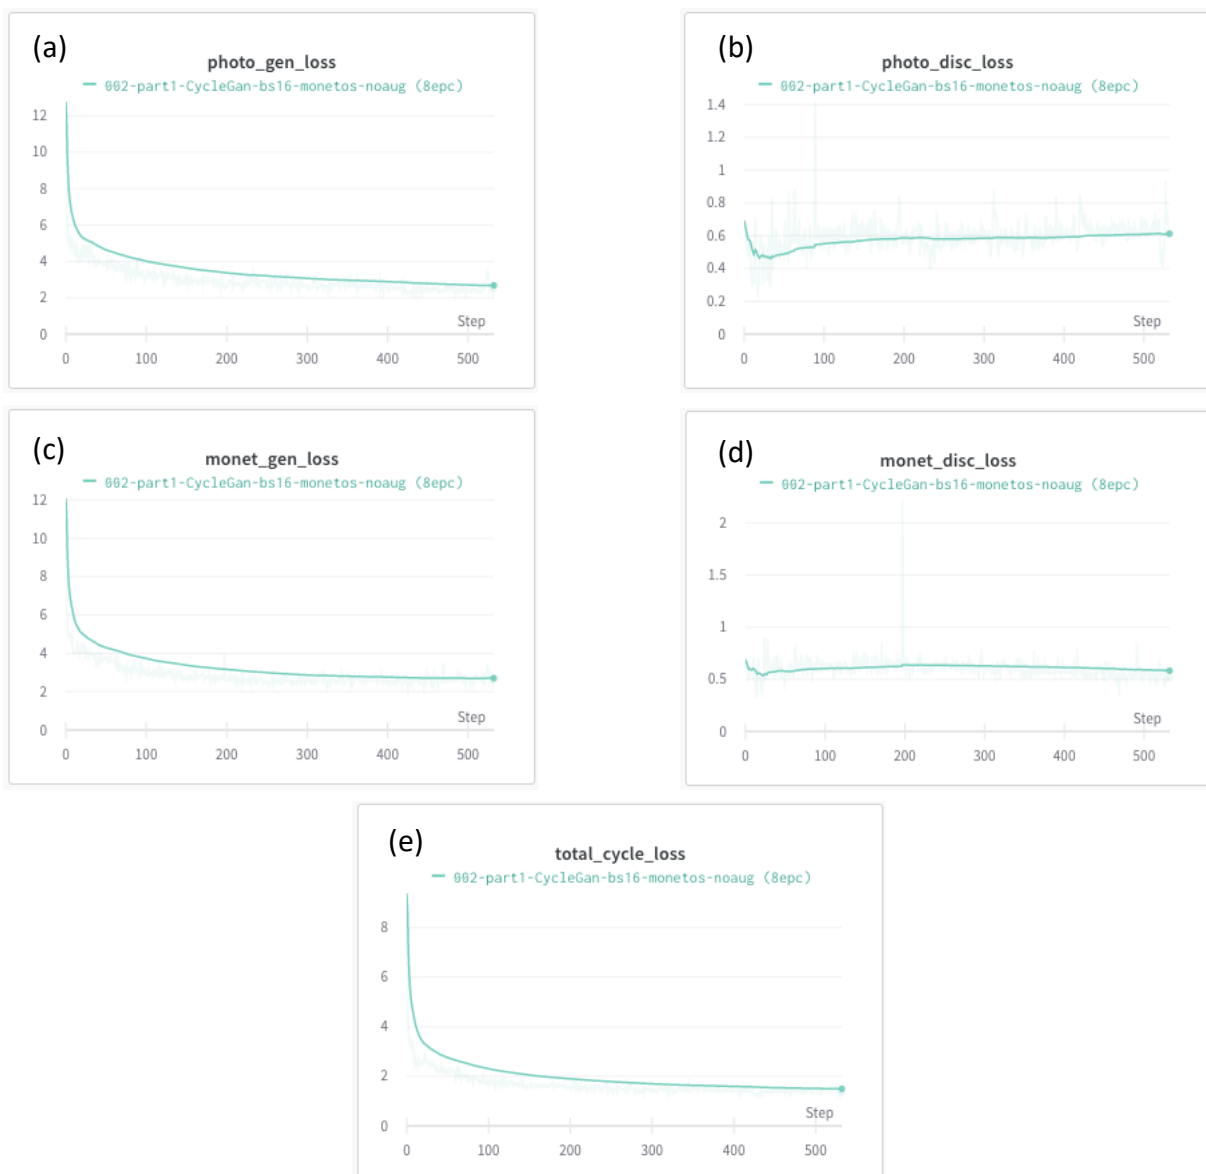 (a)
photo_gen_loss
002-part1-CycleGan-bs16-monetos-noaug (8epc)
12
10
8
6
4
2
0
Step
0 100 200 300 400 500
(b)
photo_disc_loss
002-part1-CycleGan-bs16-monetos-noaug (8epc)
1.4
1.2
1
0.8
0.6
0.4
0.2
0
Step
0 100 200 300 400 500
(c)
monet_gen_loss
002-part1-CycleGan-bs16-monetos-noaug (8epc)
12
10
8
6
4
2
0
Step
0 100 200 300 400 500
(d)
monet_disc_loss
002-part1-CycleGan-bs16-monetos-noaug (8epc)
2
1.5
1
0.5
0
Step
0 100 200 300 400 500
(e)
total_cycle_loss
002-part1-CycleGan-bs16-monetos-noaug (8epc)
8
6
4
2
0
Step
0 100 200 300 400 500